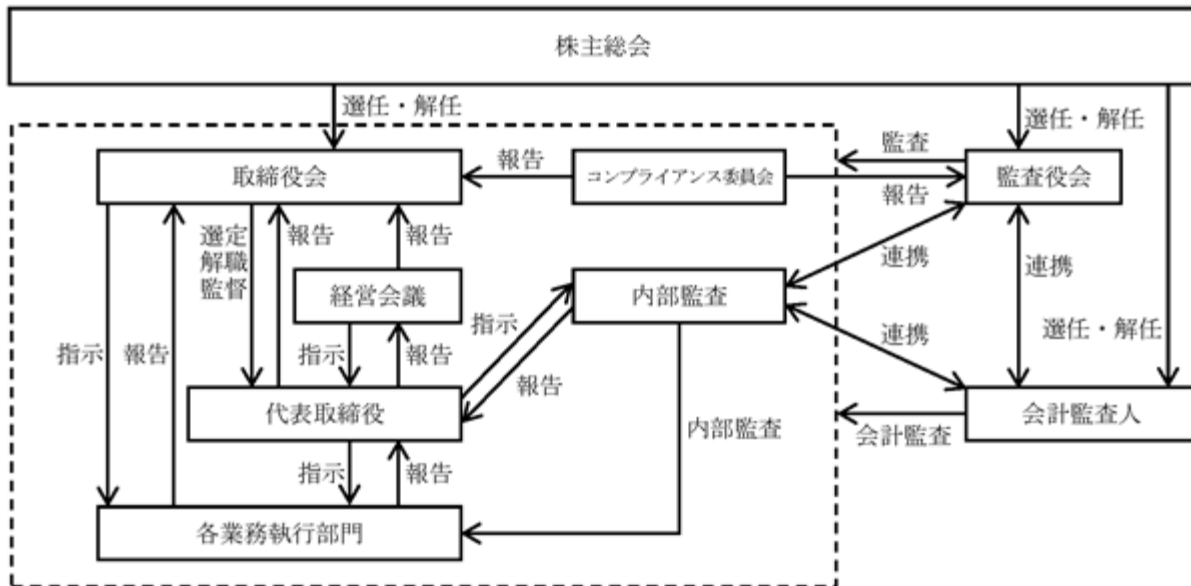 株主総会
選任・解任
選任・解任
監査
報告
取締役会
コンプライアンス委員会
監査役会
報告
選定
解職
監督
報告
報告
連携
連携
経営会議
内部監査
指示
選任・解任
連携
指示
報告
指示
報告
報告
代表取締役
会計監査人
内部監査
会計監査
指示
報告
各業務執行部門